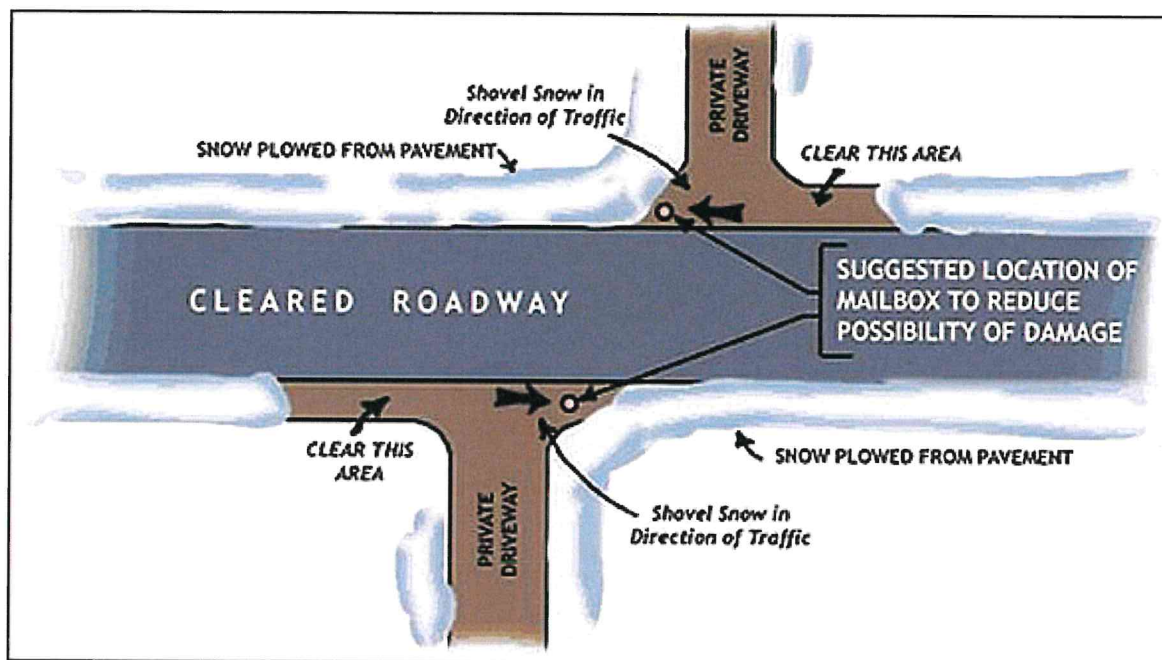 PRIVATE
DRIVEWAY
Shovel Snow in
Direction of Traffic
SNOW PLOWED FROM PAVEMENT
CLEAR THIS AREA
CLEARED ROADWAY
SUGGESTED LOCATION OF
MAILBOX TO REDUCE
POSSIBILITY OF DAMAGE
CLEAR THIS
AREA
SNOW PLOWED FROM PAVEMENT
PRIVATE
DRIVEWAY
Shovel Snow in
Direction of Traffic